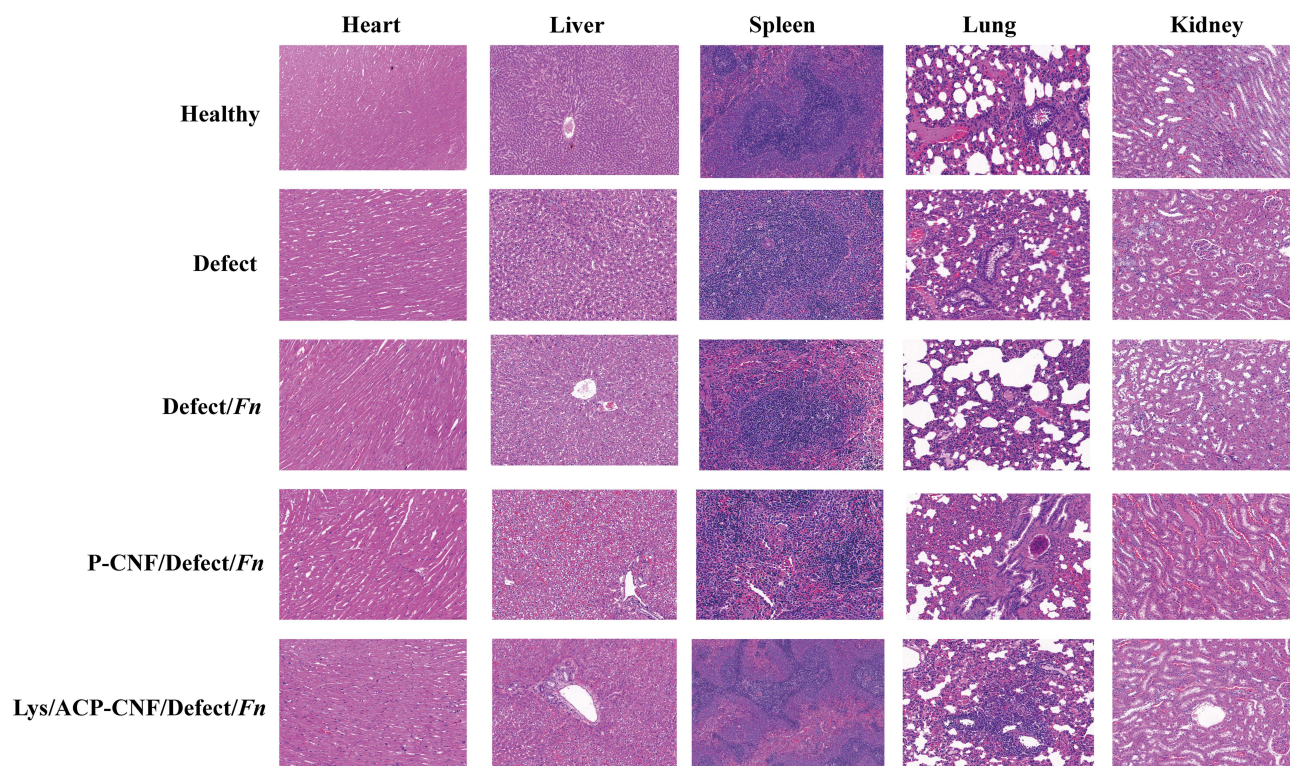 Heart Liver Spleen Lung Kidney
Healthy
Defect
Defect/Fn
P-CNF/Defect/Fn
Lys/ACP-CNF/Defect/Fn